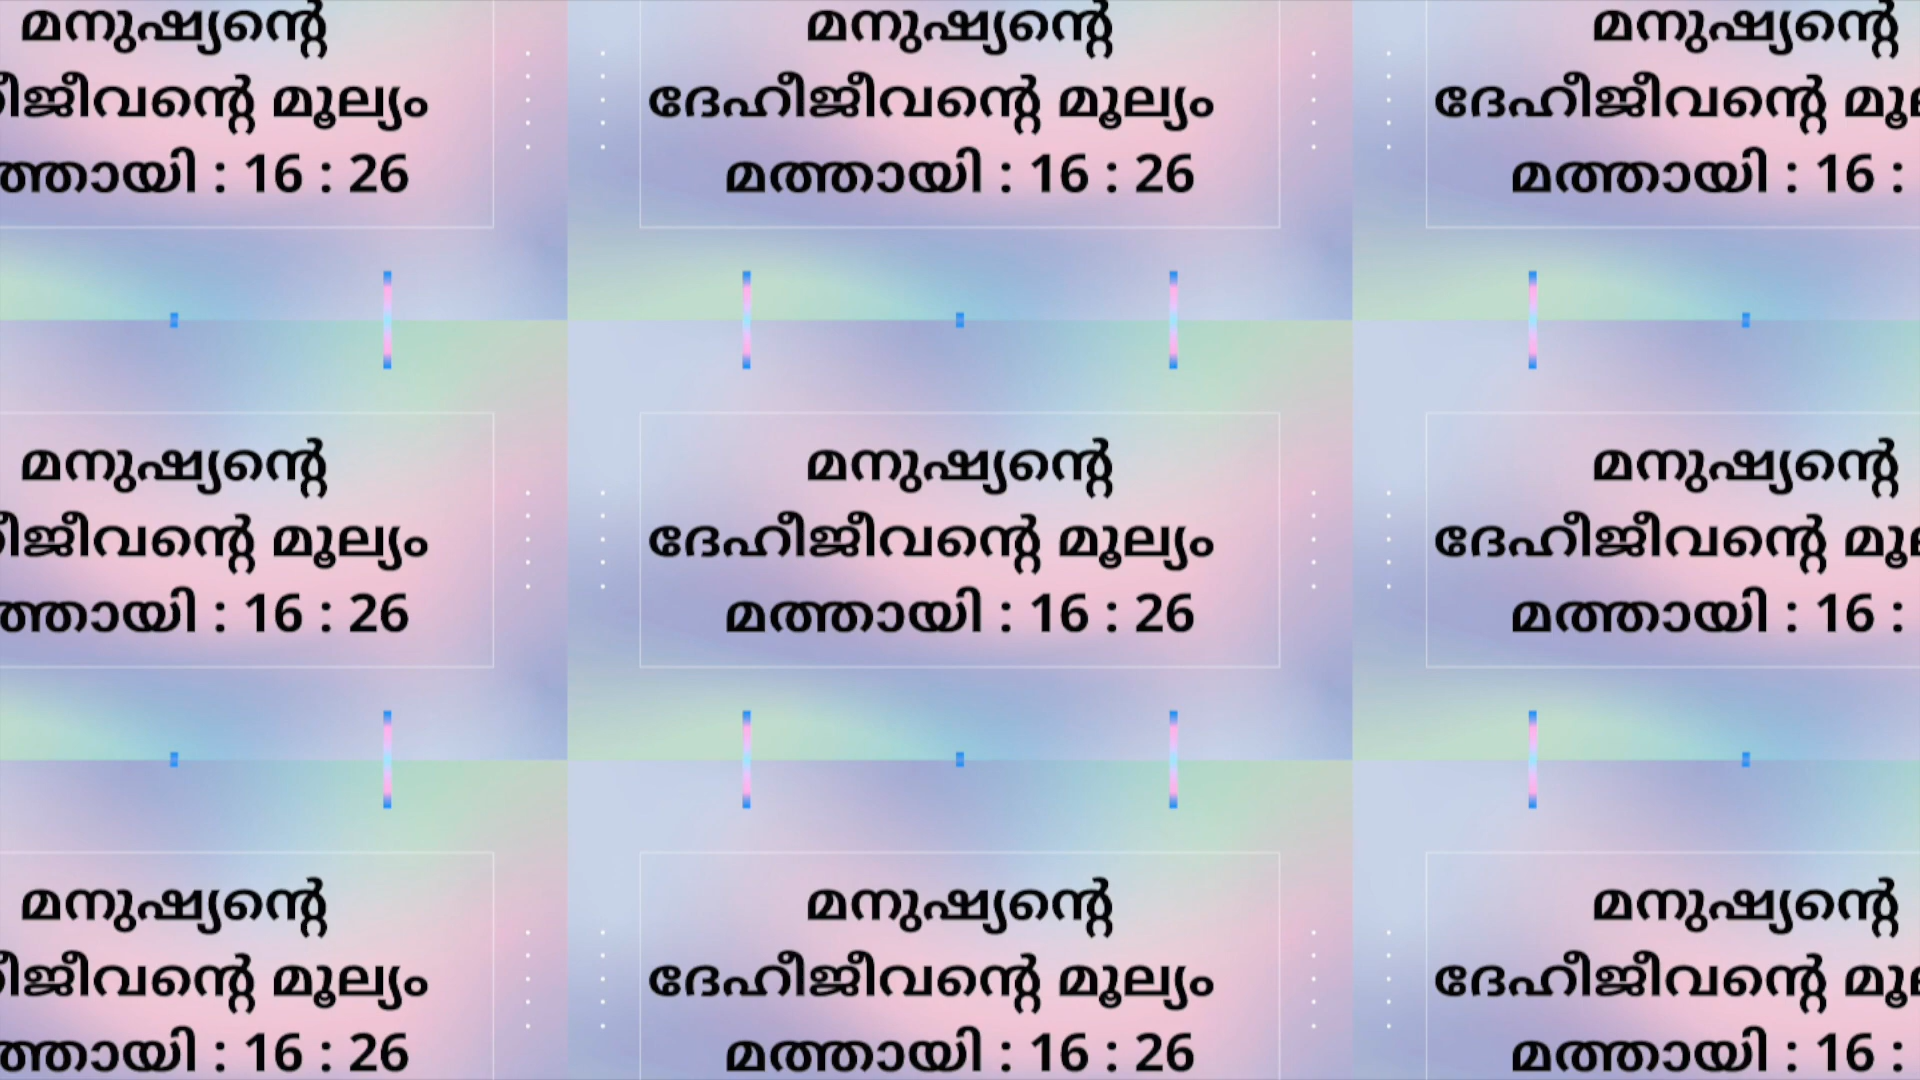 മനുഷ്യന്റെ
ദേഹീജീവന്റെ മൂല്യം
മത്തായി : 16 : 26